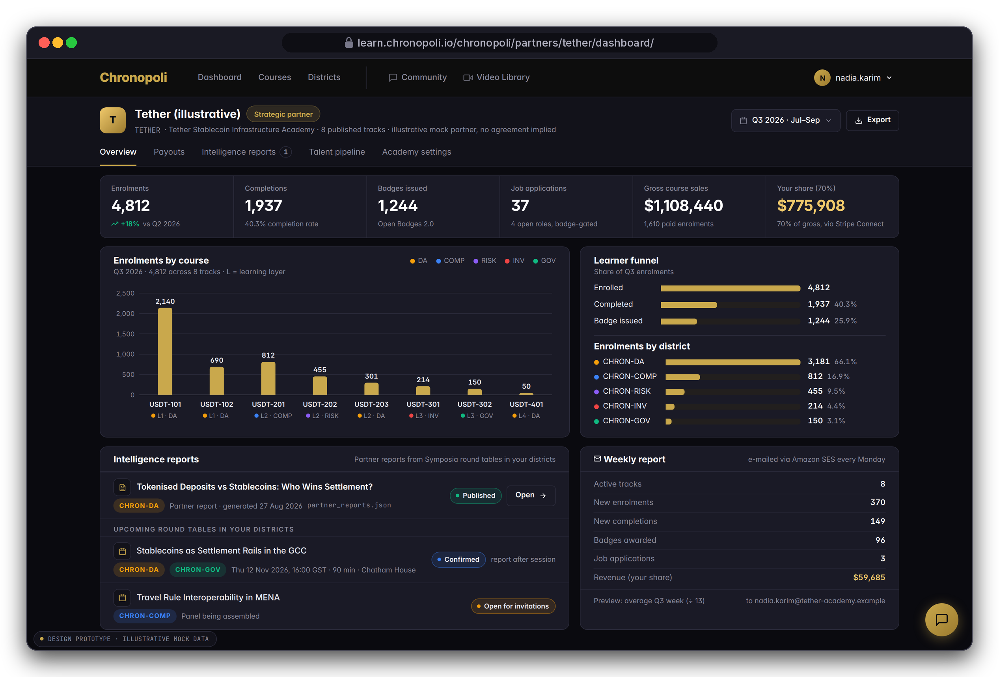 learn.chronopoli.io/chronopoli/partners/tether/dashboard/
Chronopoli Dashboard Courses Districts Community Video Library N nadia.karim
T Tether (illustrative) Strategic partner
TETHER · Tether Stablecoin Infrastructure Academy · 8 published tracks · illustrative mock partner, no agreement implied
Q3 2026 · Jul–Sep Export
Overview Payouts Intelligence reports 1 Talent pipeline Academy settings
Enrolments Completions Badges issued Job applications Gross course sales Your share (70%)
4,812 1,937 1,244 37 $1,108,440 $775,908
+18% vs Q2 2026 40.3% completion rate Open Badges 2.0 4 open roles, badge-gated 1,610 paid enrolments 70% of gross, via Stripe Connect
Enrolments by course DA COMP RISK INV GOV
Q3 2026 · 4,812 across 8 tracks · L = learning layer
2,500
2,000
1,500
1,000
500
0
2,140 690 812 455 301 214 150 50
USDT-101 USDT-102 USDT-201 USDT-202 USDT-203 USDT-301 USDT-302 USDT-401
L1 · DA L1 · DA L2 · COMP L2 · RISK L2 · DA L3 · INV L3 · GOV L4 · DA
Learner funnel
Share of Q3 enrolments
Enrolled 4,812
Completed 1,937 40.3%
Badge issued 1,244 25.9%
Enrolments by district
CHRON-DA 3,181 66.1%
CHRON-COMP 812 16.9%
CHRON-RISK 455 9.5%
CHRON-INV 214 4.4%
CHRON-GOV 150 3.1%
Intelligence reports Partner reports from Symposia round tables in your districts
Tokenised Deposits vs Stablecoins: Who Wins Settlement?
CHRON-DA Partner report · generated 27 Aug 2026 partner_reports.json
Published Open →
UPCOMING ROUND TABLES IN YOUR DISTRICTS
Stablecoins as Settlement Rails in the GCC
CHRON-DA CHRON-GOV Thu 12 Nov 2026, 16:00 GST · 90 min · Chatham House
Confirmed report after session
Travel Rule Interoperability in MENA
CHRON-COMP Panel being assembled
Open for invitations
Weekly report e-mailed via Amazon SES every Monday
Active tracks 8
New enrolments 370
New completions 149
Badges awarded 96
Job applications 3
Revenue (your share) $59,685
Preview: average Q3 week (÷ 13) to nadia.karim@tether-academy.example
DESIGN PROTOTYPE · ILLUSTRATIVE MOCK DATA